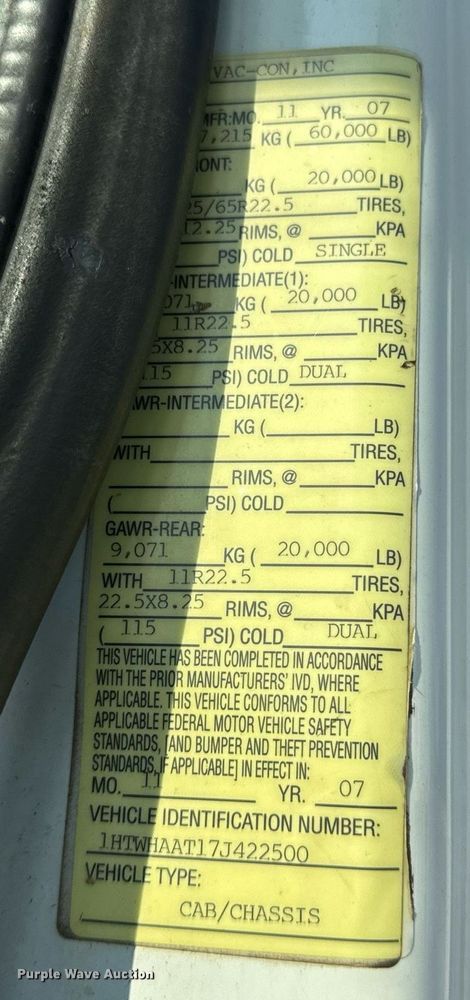 VAC-CON, INC
MFR:MO. 11 YR. 07
7,215 KG ( 60,000 LB)
ONT:
KG ( 20,000 LB)
25/65R22.5 TIRES,
12.25 RIMS, @ KPA
PSI) COLD SINGLE
-INTERMEDIATE(1):
071 KG ( 20,000 LB)
11R22.5 TIRES,
5X8.25 RIMS, @ KPA
115 PSI) COLD DUAL
AWR-INTERMEDIATE(2):
KG ( LB)
WITH TIRES,
RIMS, @ KPA
( PSI) COLD
GAWR-REAR:
9,071 KG ( 20,000 LB)
WITH 11R22.5 TIRES,
22.5X8.25 RIMS, @ KPA
( 115 PSI) COLD DUAL
THIS VEHICLE HAS BEEN COMPLETED IN ACCORDANCE
WITH THE PRIOR MANUFACTURERS' IVD, WHERE
APPLICABLE. THIS VEHICLE CONFORMS TO ALL
APPLICABLE FEDERAL MOTOR VEHICLE SAFETY
STANDARDS, [AND BUMPER AND THEFT PREVENTION
STANDARDS, IF APPLICABLE] IN EFFECT IN:
MO. 11 YR. 07
VEHICLE IDENTIFICATION NUMBER:
1HTWHAAT17J422500
VEHICLE TYPE:
CAB/CHASSIS
Purple Wave Auction